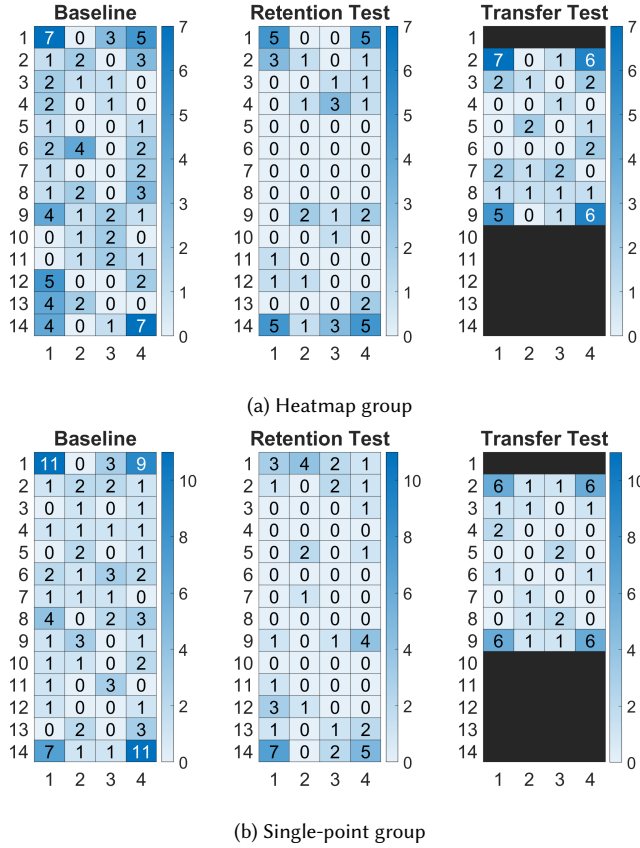 Baseline Retention Test Transfer Test
1 7 0 3 5 7 1 5 0 0 5 7 1 7
2 1 2 0 3 2 3 1 0 1 2 7 0 1 6
6 6 6
3 2 1 1 0 3 0 0 1 1 3 2 1 0 2
4 2 0 1 0 5 4 0 1 3 1 5 4 0 0 1 0 5
5 1 0 0 1 5 0 0 0 0 5 0 2 0 1
6 2 4 0 2 4 6 0 0 0 0 4 6 0 0 0 2 4
7 1 0 0 2 7 0 0 0 0 7 2 1 2 0
8 1 2 0 3 3 8 0 0 0 0 3 8 1 1 1 1 3
9 4 1 2 1 9 0 2 1 2 9 5 0 1 6
10 0 1 2 0 2 10 0 0 1 0 2 10 2
11 0 1 2 1 11 1 0 0 0 11
12 5 0 0 2 1 12 1 1 0 0 1 12 1
13 4 2 0 0 13 0 0 0 2 13
14 4 0 1 7 0 14 5 1 3 5 0 14 0
1 2 3 4 1 2 3 4 1 2 3 4
(a) Heatmap group
Baseline Retention Test Transfer Test
1 11 0 3 9 1 3 4 2 1 1
2 1 2 2 1 10 2 1 0 2 1 10 2 6 1 1 6 10
3 0 1 0 1 3 0 0 0 1 3 1 1 0 1
4 1 1 1 1 8 4 0 0 0 0 8 4 2 0 0 0 8
5 0 2 0 1 5 0 2 0 1 5 0 0 2 0
6 2 1 3 2 6 0 0 0 0 6 1 0 0 1
7 1 1 1 0 6 7 0 1 0 0 6 7 0 1 0 0 6
8 4 0 2 3 8 0 0 0 0 8 0 1 2 0
9 1 3 0 1 4 9 1 0 1 4 4 9 6 1 1 6 4
10 1 1 0 2 10 0 0 0 0 10
11 1 0 3 0 11 1 0 0 0 11
12 1 0 0 1 2 12 3 1 0 0 2 12 2
13 0 2 0 3 13 1 0 1 2 13
14 7 1 1 11 0 14 7 0 2 5 0 14 0
1 2 3 4 1 2 3 4 1 2 3 4
(b) Single-point group